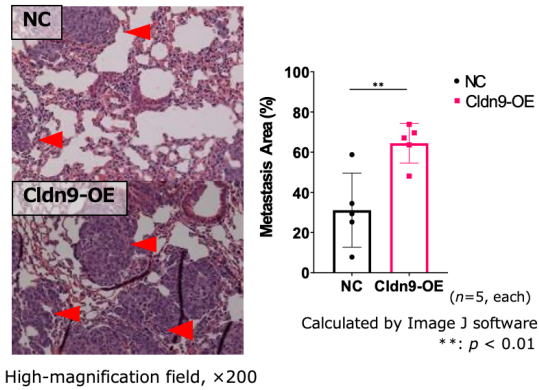 NC
Cldn9-OE
High-magnification field, ×200
Metastasis Area (%)
100
80
60
40
20
0
NC
Cldn9-OE
**
NC
Cldn9-OE
(n=5, each)
Calculated by Image J software
**: p < 0.01